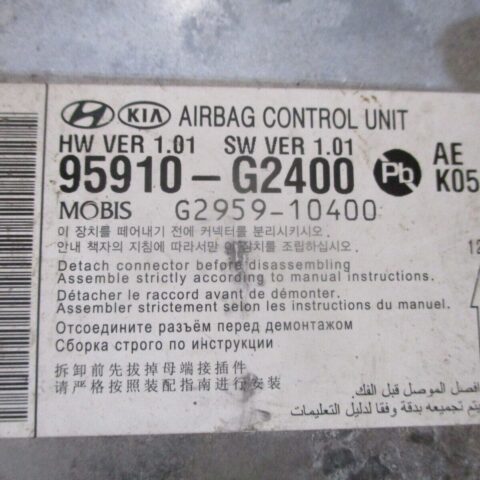 KIA AIRBAG CONTROL UNIT
HW VER 1.01 SW VER 1.01
95910-G2400 Pb AE
K05
MOBIS G2959-10400
이 장치를 떼어내기 전에 커넥터를 분리시키시오.
안내 책자의 지침에 따라서만 이 장치를 조립하십시오.
12
Detach connector before disassembling
Assemble strictly according to manual instructions.
Détacher le raccord avant de démonter.
Assembler strictement selon les instructions du manuel.
Отсоедините разъём перед демонтажом
Сборка строго по инструкции
拆卸前先拔掉母端接插件
请严格按照装配指南进行安装
افصل الموصل قبل الفك.
يتم تجميعه بدقة وفقا لدليل التعليمات